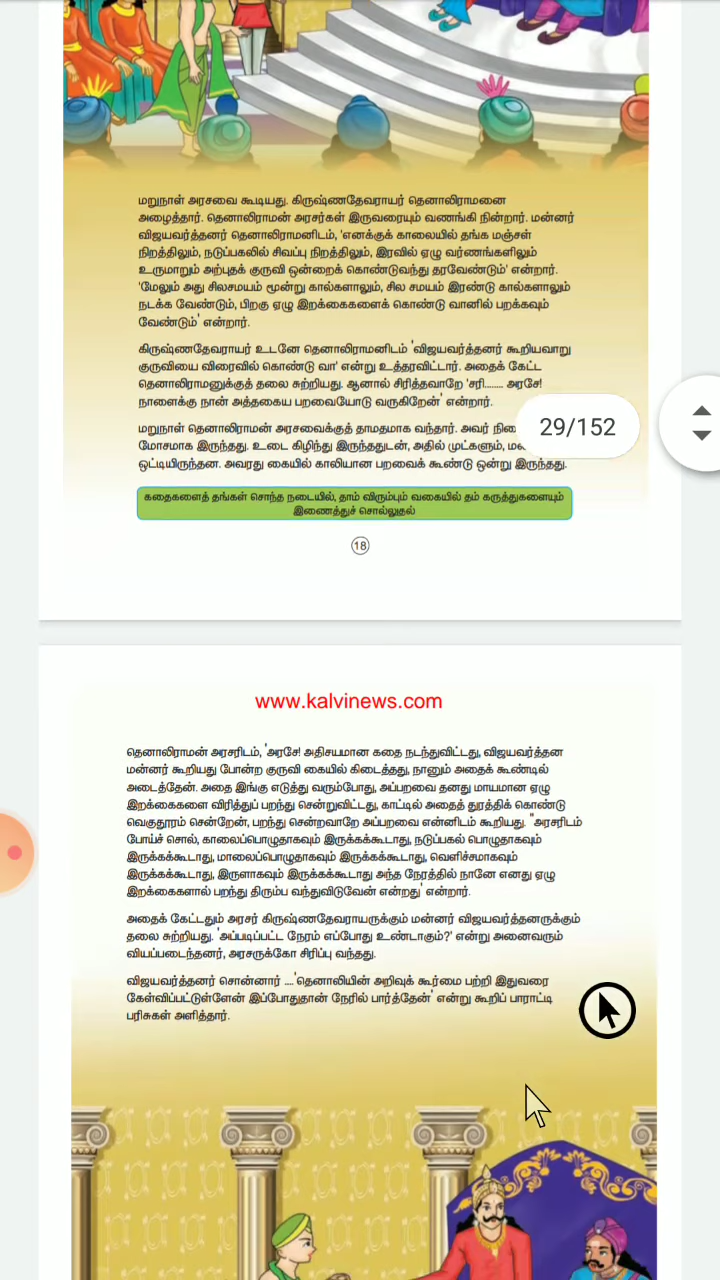 மறுநாள் அரசவை கூடியது. கிருஷ்ணதேவராயர் தெனாலிராமனை
அழைத்தார். தெனாலிராமன் அரசர்கள் இருவரையும் வணங்கி நின்றார். மன்னர்
விஜயவர்த்தனர் தெனாலிராமனிடம், 'எனக்குக் காலையில் தங்க மஞ்சள்
நிறத்திலும், நடுப்பகலில் சிவப்பு நிறத்திலும், இரவில் ஏழு வர்ணங்களிலும்
உருமாறும் அற்புதக் குருவி ஒன்றைக் கொண்டுவந்து தரவேண்டும்' என்றார்.
'மேலும் அது சிலசமயம் மூன்று கால்களாலும், சில சமயம் இரண்டு கால்களாலும்
நடக்க வேண்டும், பிறகு ஏழு இறக்கைகளைக் கொண்டு வானில் பறக்கவும்
வேண்டும்' என்றார்.
கிருஷ்ணதேவராயர் உடனே தெனாலிராமனிடம் 'விஜயவர்த்தனர் கூறியவாறு
குருவியை விரைவில் கொண்டு வா' என்று உத்தரவிட்டார். அதைக் கேட்ட
தெனாலிராமனுக்குத் தலை சுற்றியது. ஆனால் சிரித்தவாறே 'சரி....... அரசே!
நாளைக்கு நான் அத்தகைய பறவையோடு வருகிறேன்' என்றார்.
மறுநாள் தெனாலிராமன் அரசவைக்குத் தாமதமாக வந்தார். அவர்
மோசமாக இருந்தது. உடை கிழிந்து இருந்ததுடன், அதில் முட்களும்,
ஒட்டியிருந்தன. அவரது கையில் காலியான பறவைக் கூண்டு ஒன்று இருந்தது.
29/152
கதைகளைத் தங்கள் சொந்த நடையில், தாம் விரும்பும் வகையில் தம் கருத்துகளையும்
இணைத்துச் சொல்லுதல்
18
www.kalvinews.com
தெனாலிராமன் அரசரிடம், 'அரசே! அதிசயமான கதை நடந்துவிட்டது, விஜயவர்த்தன
மன்னர் கூறியது போன்ற குருவி கையில் கிடைத்தது, நானும் அதைக் கூண்டில்
அடைத்தேன். அதை இங்கு எடுத்து வரும்போது, அப்பறவை தனது மாயமான ஏழு
இறக்கைகளை விரித்துப் பறந்து சென்றுவிட்டது, காட்டில் அதைத் துரத்திக் கொண்டு
வெகுதூரம் சென்றேன், பறந்து சென்றவாறே அப்பறவை என்னிடம் கூறியது. "அரசரிடம்
போய்ச் சொல், காலைப்பொழுதாகவும் இருக்கக்கூடாது, நடுப்பகல் பொழுதாகவும்
இருக்கக்கூடாது, மாலைப்பொழுதாகவும் இருக்கக்கூடாது, வெளிச்சமாகவும்
இருக்கக்கூடாது, இருளாகவும் இருக்கக்கூடாது அந்த நேரத்தில் நானே எனது ஏழு
இறக்கைகளால் பறந்து திரும்ப வந்துவிடுவேன் என்றது' என்றார்.
அதைக் கேட்டதும் அரசர் கிருஷ்ணதேவராயருக்கும் மன்னர் விஜயவர்த்தனருக்கும்
தலை சுற்றியது. 'அப்படிப்பட்ட நேரம் எப்போது உண்டாகும்?' என்று அனைவரும்
வியப்படைந்தனர், அரசருக்கோ சிரிப்பு வந்தது.
விஜயவர்த்தனர் சொன்னார் ....'தெனாலியின் அறிவுக் கூர்மை பற்றி இதுவரை
கேள்விப்பட்டுள்ளேன் இப்போதுதான் நேரில் பார்த்தேன்' என்று கூறிப் பாராட்டி
பரிசுகள் அளித்தார்.